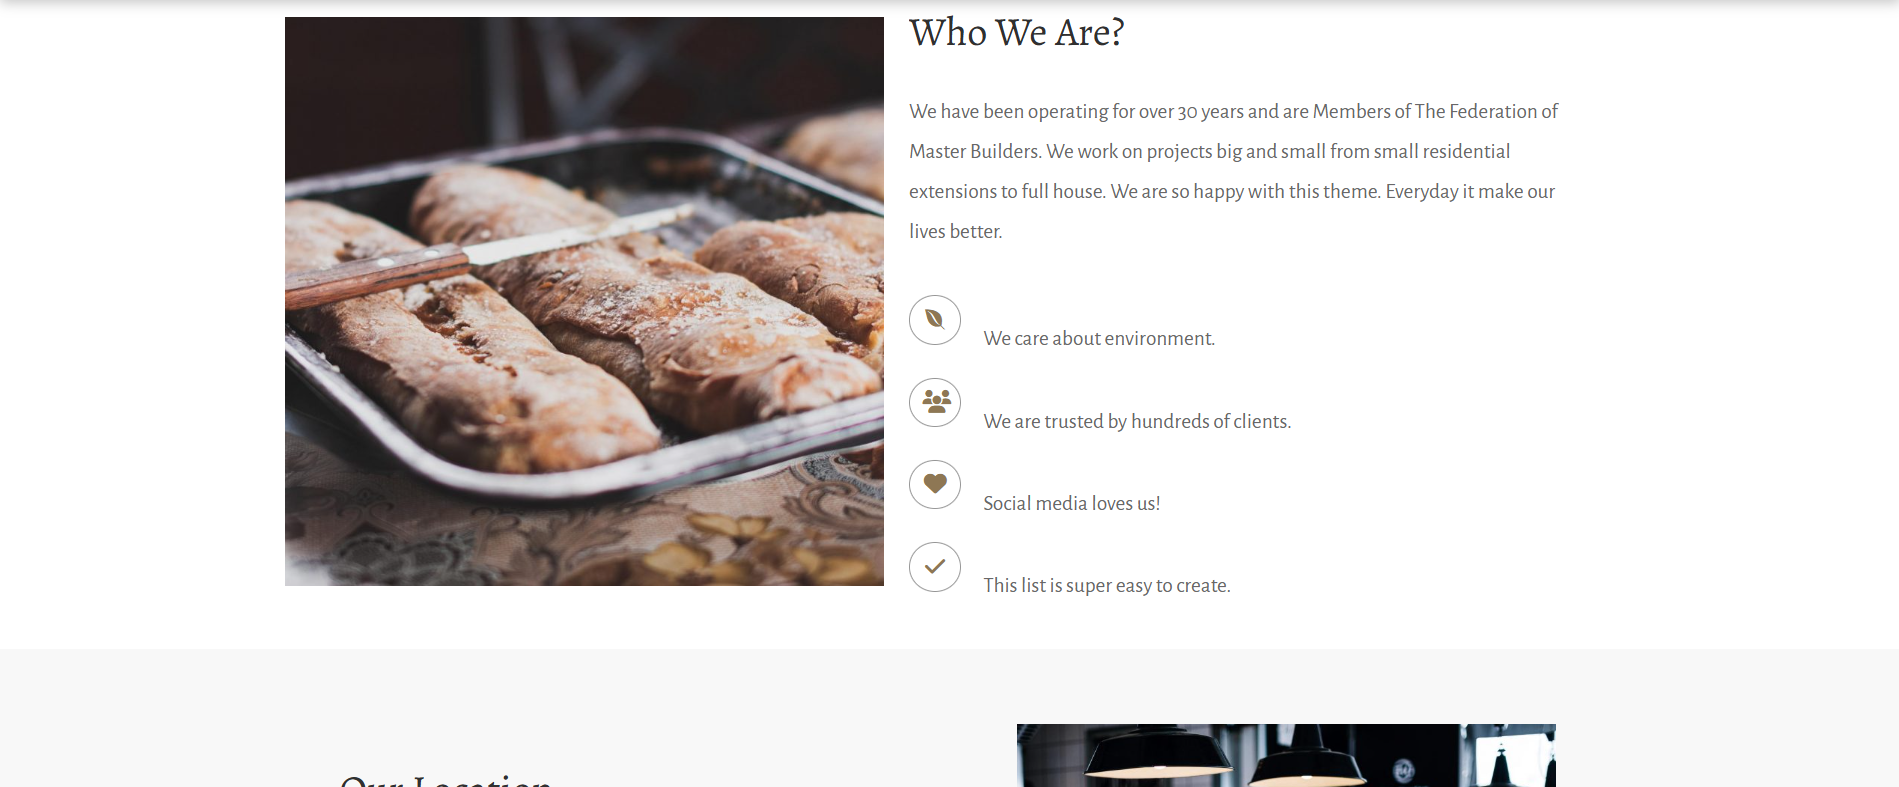 Who We Are?
We have been operating for over 30 years and are Members of The Federation of
Master Builders. We work on projects big and small from small residential
extensions to full house. We are so happy with this theme. Everyday it make our
lives better.
We care about environment.
We are trusted by hundreds of clients.
Social media loves us!
This list is super easy to create.
Our Location